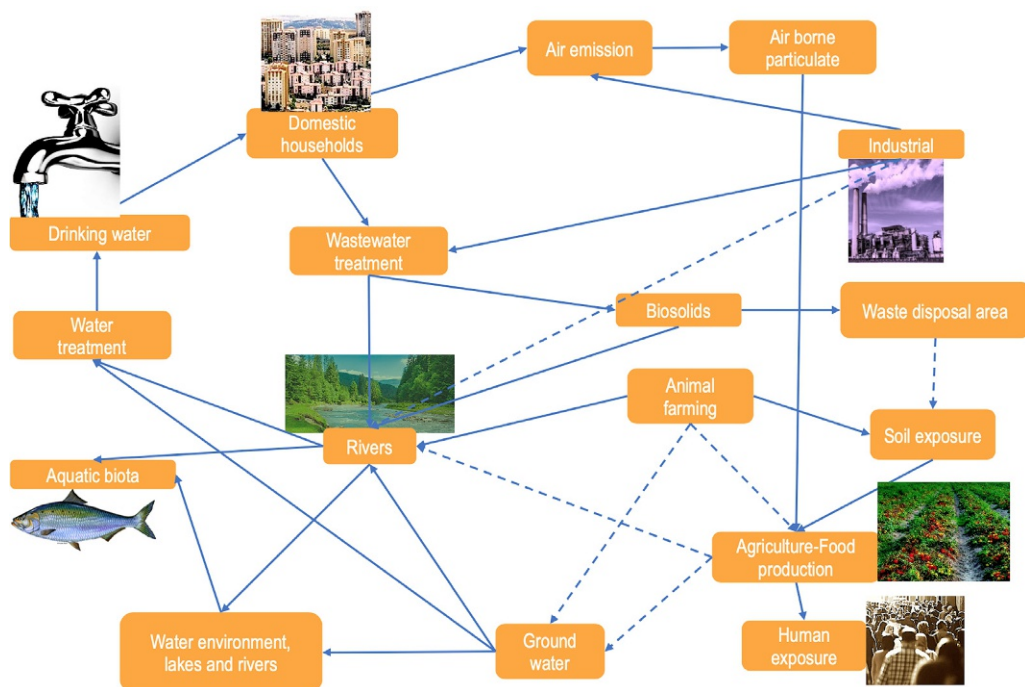 Air emission
Air borne
particulate
Domestic
households
Industrial
Drinking water
Wastewater
treatment
Biosolids
Waste disposal area
Water
treatment
Animal
farming
Soil exposure
Rivers
Aquatic biota
Agriculture-Food
production
Water environment,
lakes and rivers
Ground
water
Human
exposure